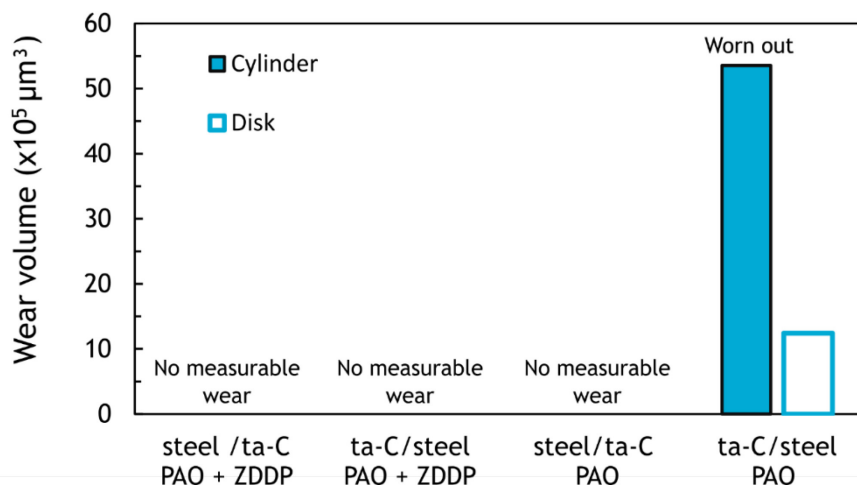 Wear volume (x10⁵ µm³)
60
50
40
30
20
10
0
Cylinder
Disk
Worn out
No measurable
wear
No measurable
wear
No measurable
wear
steel /ta-C
PAO + ZDDP
ta-C/steel
PAO + ZDDP
steel/ta-C
PAO
ta-C/steel
PAO